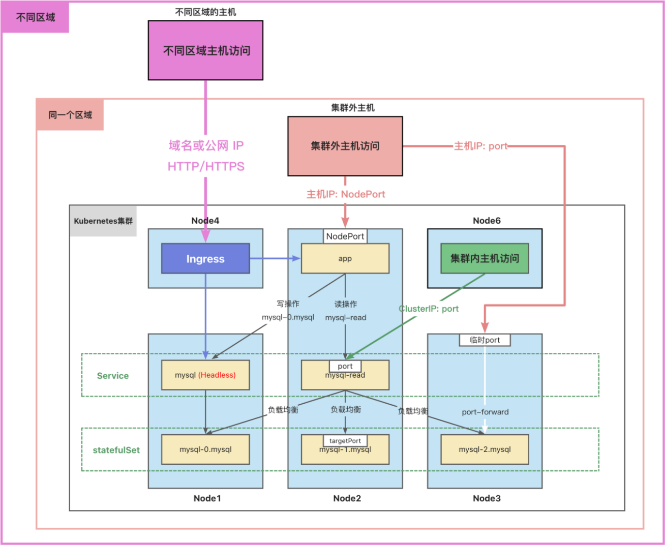 不同区域的主机
不同区域
不同区域主机访问
同一个区域
集群外主机
域名或公网 IP
HTTP/HTTPS
集群外主机访问
主机IP: port
主机IP: NodePort
Kubernetes集群
Node4
Node6
NodePort
Ingress
app
集群内主机访问
写操作
mysql-0.mysql
读操作
mysql-read
ClusterIP: port
临时port
Service
mysql (Headless)
port
mysql-read
负载均衡
负载均衡
负载均衡
port-forward
statefulSet
mysql-0.mysql
targetPort
mysql-1.mysql
mysql-2.mysql
Node1
Node2
Node3